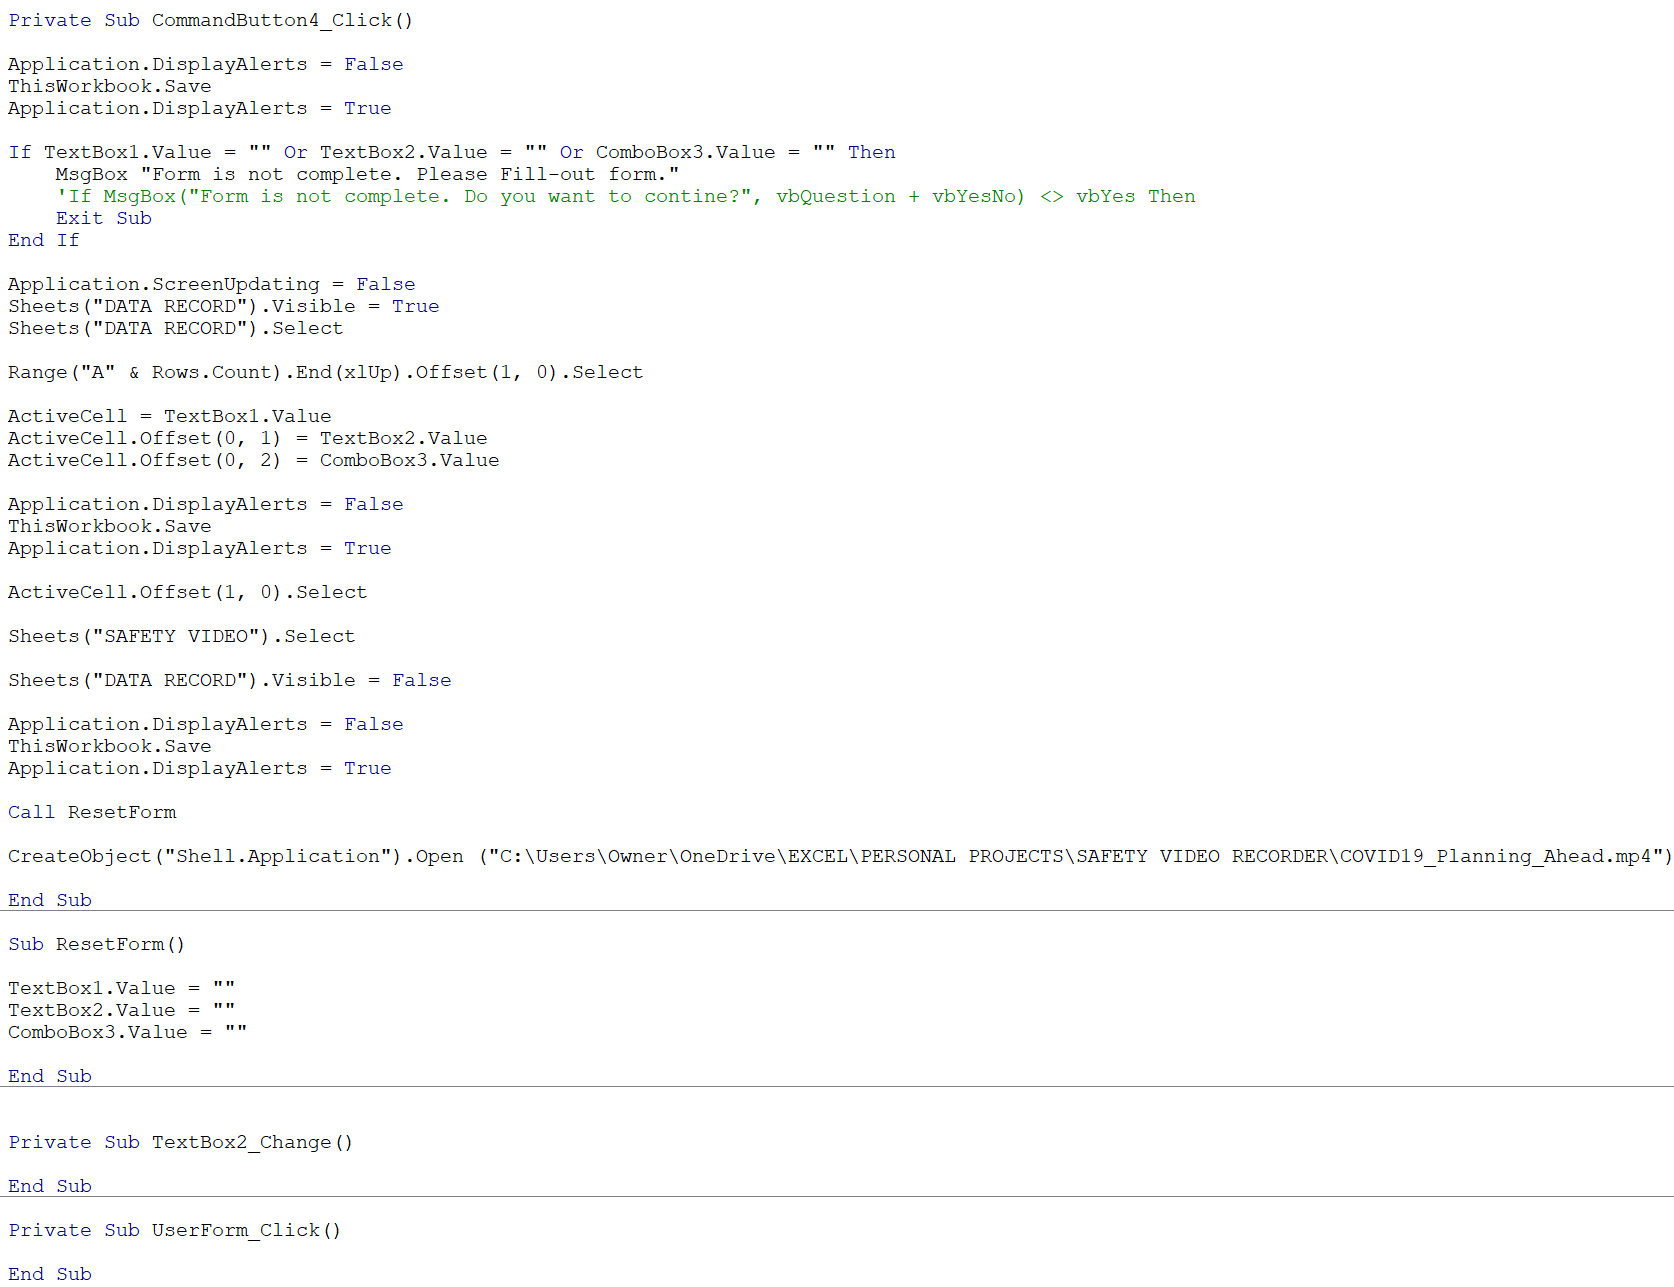 Private Sub CommandButton4_Click()
Application.DisplayAlerts = False
ThisWorkbook.Save
Application.DisplayAlerts = True
If TextBox1.Value = "" Or TextBox2.Value = "" Or ComboBox3.Value = "" Then
    MsgBox "Form is not complete. Please Fill-out form."
    'If MsgBox("Form is not complete. Do you want to contine?", vbQuestion + vbYesNo) <> vbYes Then
    Exit Sub
End If
Application.ScreenUpdating = False
Sheets("DATA RECORD").Visible = True
Sheets("DATA RECORD").Select
Range("A" & Rows.Count).End(xlUp).Offset(1, 0).Select
ActiveCell = TextBox1.Value
ActiveCell.Offset(0, 1) = TextBox2.Value
ActiveCell.Offset(0, 2) = ComboBox3.Value
Application.DisplayAlerts = False
ThisWorkbook.Save
Application.DisplayAlerts = True
ActiveCell.Offset(1, 0).Select
Sheets("SAFETY VIDEO").Select
Sheets("DATA RECORD").Visible = False
Application.DisplayAlerts = False
ThisWorkbook.Save
Application.DisplayAlerts = True
Call ResetForm
CreateObject("Shell.Application").Open ("C:\Users\Owner\OneDrive\EXCEL\PERSONAL PROJECTS\SAFETY VIDEO RECORDER\COVID19_Planning_Ahead.mp4")
End Sub
Sub ResetForm()
TextBox1.Value = ""
TextBox2.Value = ""
ComboBox3.Value = ""
End Sub
Private Sub TextBox2_Change()
End Sub
Private Sub UserForm_Click()
End Sub